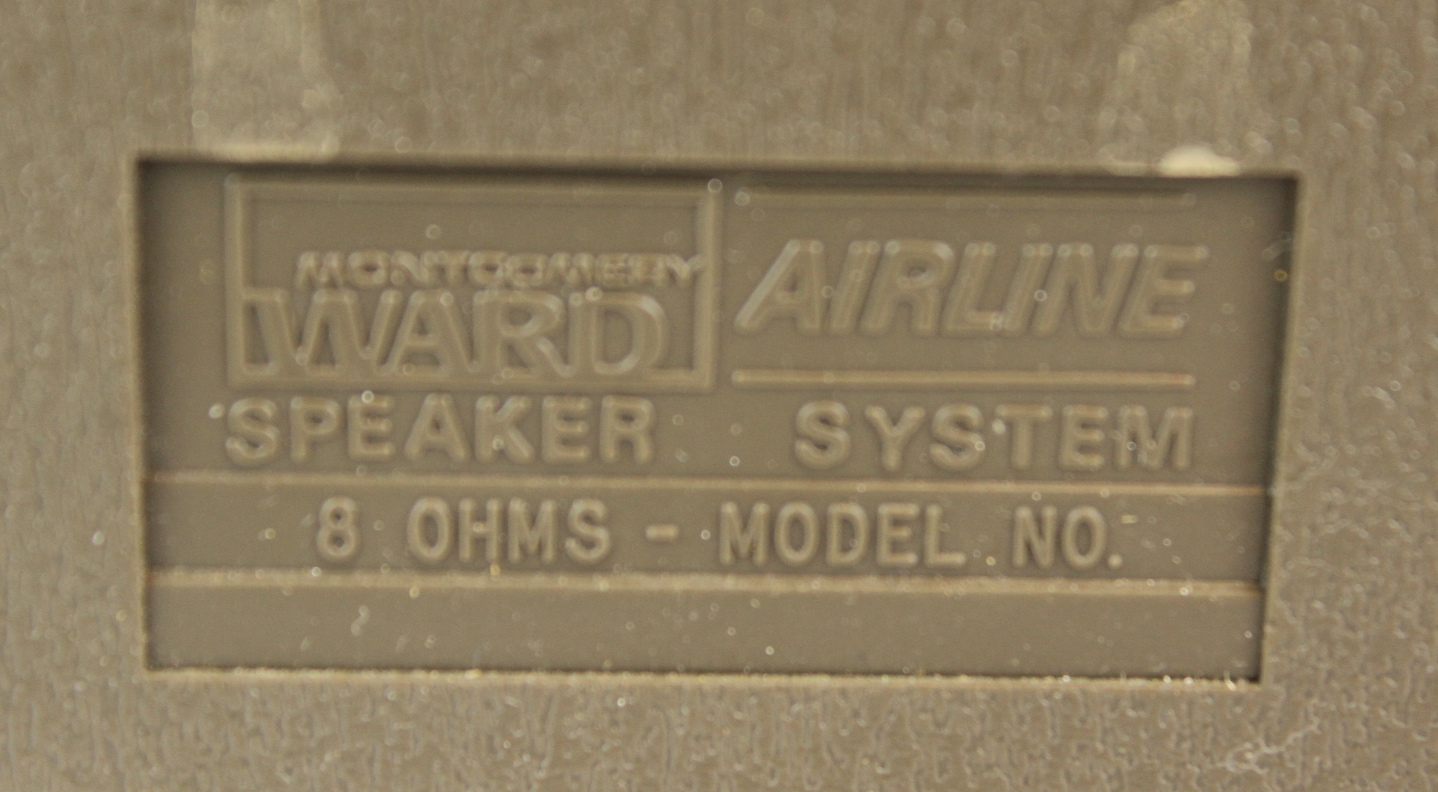 MONTGOMERY
WARD AIRLINE
SPEAKER SYSTEM
8 OHMS - MODEL NO.